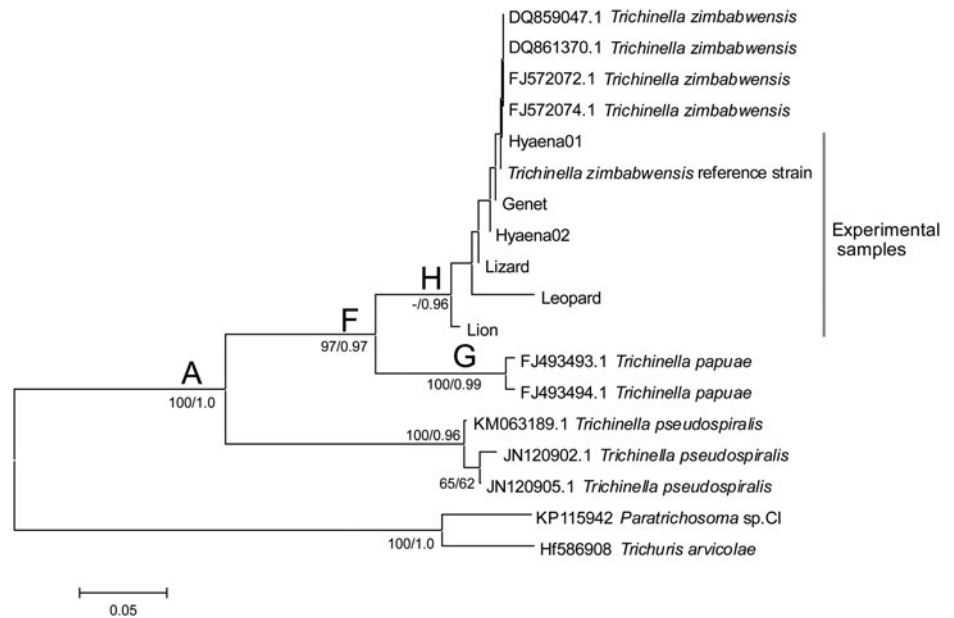 DQ859047.1 Trichinella zimbabwensis
DQ861370.1 Trichinella zimbabwensis
FJ572072.1 Trichinella zimbabwensis
FJ572074.1 Trichinella zimbabwensis
Hyaena01
Trichinella zimbabwensis reference strain
Genet
Hyaena02
Experimental
samples
Lizard
H
-/0.96
Leopard
F
97/0.97
Lion
G
100/0.99
FJ493493.1 Trichinella papuae
FJ493494.1 Trichinella papuae
A
100/1.0
KM063189.1 Trichinella pseudospiralis
100/0.96
JN120902.1 Trichinella pseudospiralis
65/62
JN120905.1 Trichinella pseudospiralis
KP115942 Paratrichosoma sp.CI
100/1.0
Hf586908 Trichuris arvicolae
0.05